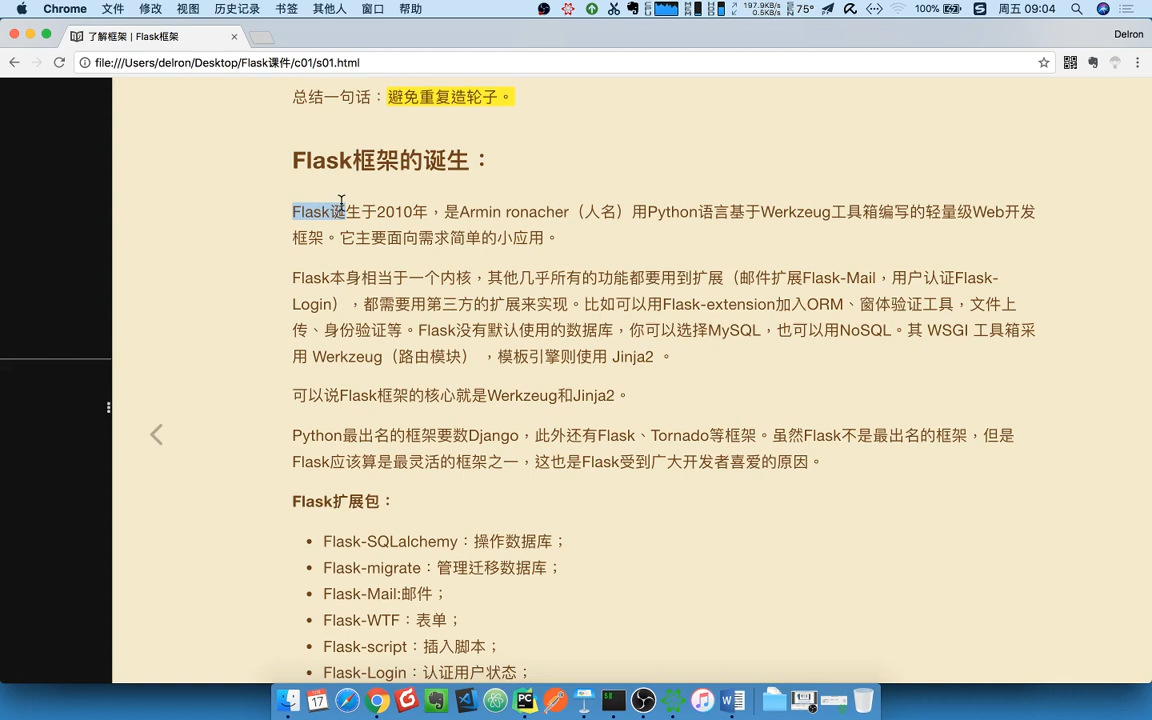 Chrome 文件 修改 视图 历史记录 书签 其他人 窗口 帮助 197.9KB/s 0.5KB/s 75° 100% 周五 09:04
了解框架 | Flask框架 Delron
file:///Users/delron/Desktop/Flask课件/c01/s01.html
总结一句话：避免重复造轮子。
Flask框架的诞生：
Flask诞生于2010年，是Armin ronacher（人名）用Python语言基于Werkzeug工具箱编写的轻量级Web开发
框架。它主要面向需求简单的小应用。
Flask本身相当于一个内核，其他几乎所有的功能都要用到扩展（邮件扩展Flask-Mail，用户认证Flask-
Login），都需要用第三方的扩展来实现。比如可以用Flask-extension加入ORM、窗体验证工具，文件上
传、身份验证等。Flask没有默认使用的数据库，你可以选择MySQL，也可以用NoSQL。其 WSGI 工具箱采
用 Werkzeug（路由模块），模板引擎则使用 Jinja2 。
可以说Flask框架的核心就是Werkzeug和Jinja2。
Python最出名的框架要数Django，此外还有Flask、Tornado等框架。虽然Flask不是最出名的框架，但是
Flask应该算是最灵活的框架之一，这也是Flask受到广大开发者喜爱的原因。
Flask扩展包：
• Flask-SQLalchemy：操作数据库；
• Flask-migrate：管理迁移数据库；
• Flask-Mail:邮件；
• Flask-WTF：表单；
• Flask-script：插入脚本；
• Flask-Login：认证用户状态；
17 PC W